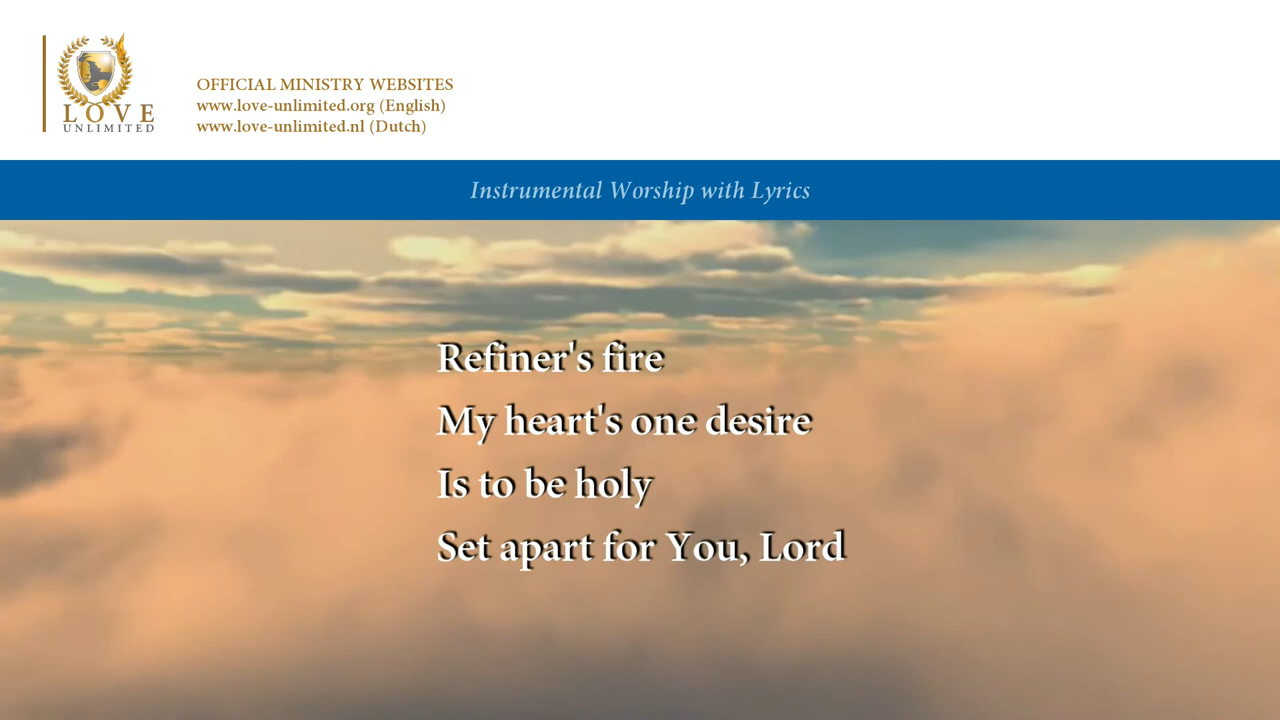 LOVE
UNLIMITED
OFFICIAL MINISTRY WEBSITES
www.love-unlimited.org (English)
www.love-unlimited.nl (Dutch)
Instrumental Worship with Lyrics
Refiner's fire
My heart's one desire
Is to be holy
Set apart for You, Lord